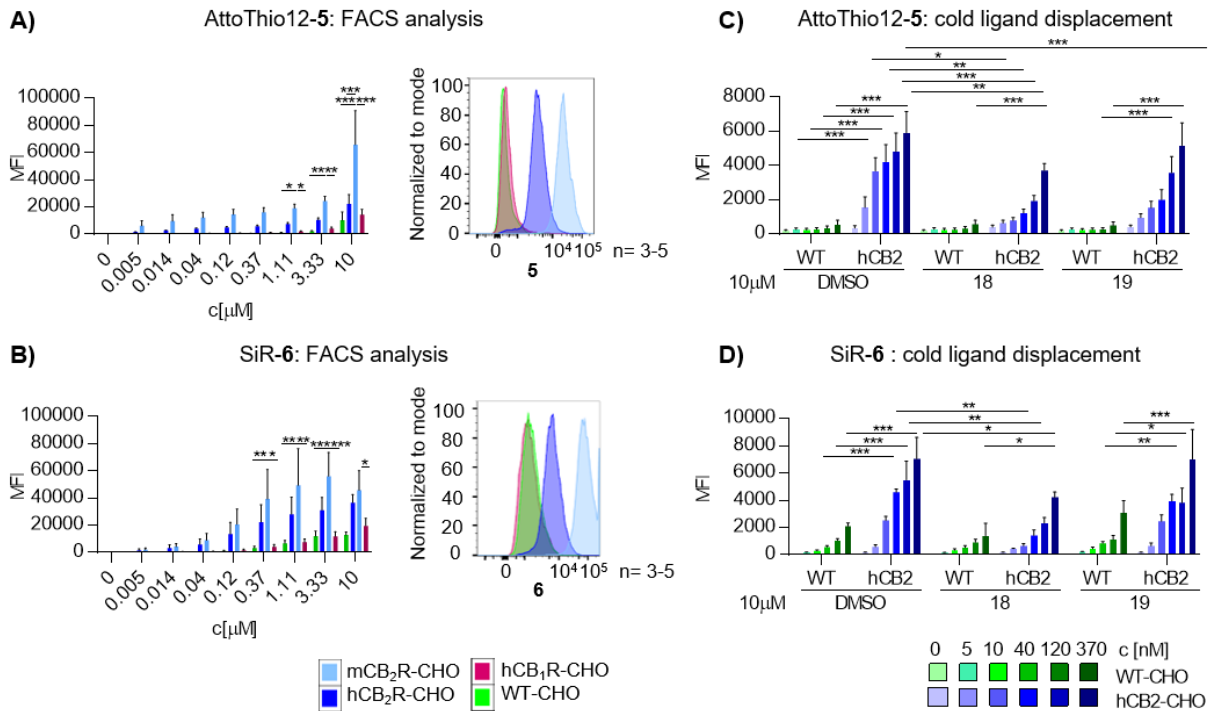 A) AttoThio12-5: FACS analysis
MFI
100000
80000
60000
40000
20000
0
*** *** ***
**** * *
0 0.005 0.014 0.04 0.12 0.37 1.11 3.33 10
c[µM]
Normalized to mode
100
80
60
40
20
0
0 10⁴ 10⁵ n= 3-5
5
B) SiR-6: FACS analysis
MFI
100000
80000
60000
40000
20000
0
** * ** ** ****** *
0 0.005 0.014 0.04 0.12 0.37 1.11 3.33 10
c[µM]
Normalized to mode
100
80
60
40
20
0
0 10⁴ 10⁵ n= 3-5
6
mCB₂R-CHO hCB₁R-CHO
hCB₂R-CHO WT-CHO
C) AttoThio12-5: cold ligand displacement
MFI
8000
6000
4000
2000
0
***
*
**
***
**
***
***
***
***
***
***
WT hCB2 WT hCB2 WT hCB2
10µM DMSO 18 19
D) SiR-6 : cold ligand displacement
MFI
10000
8000
6000
4000
2000
0
**
**
*
***
***
***
*
***
*
**
WT hCB2 WT hCB2 WT hCB2
10µM DMSO 18 19
0 5 10 40 120 370 c [nM]
WT-CHO
hCB2-CHO